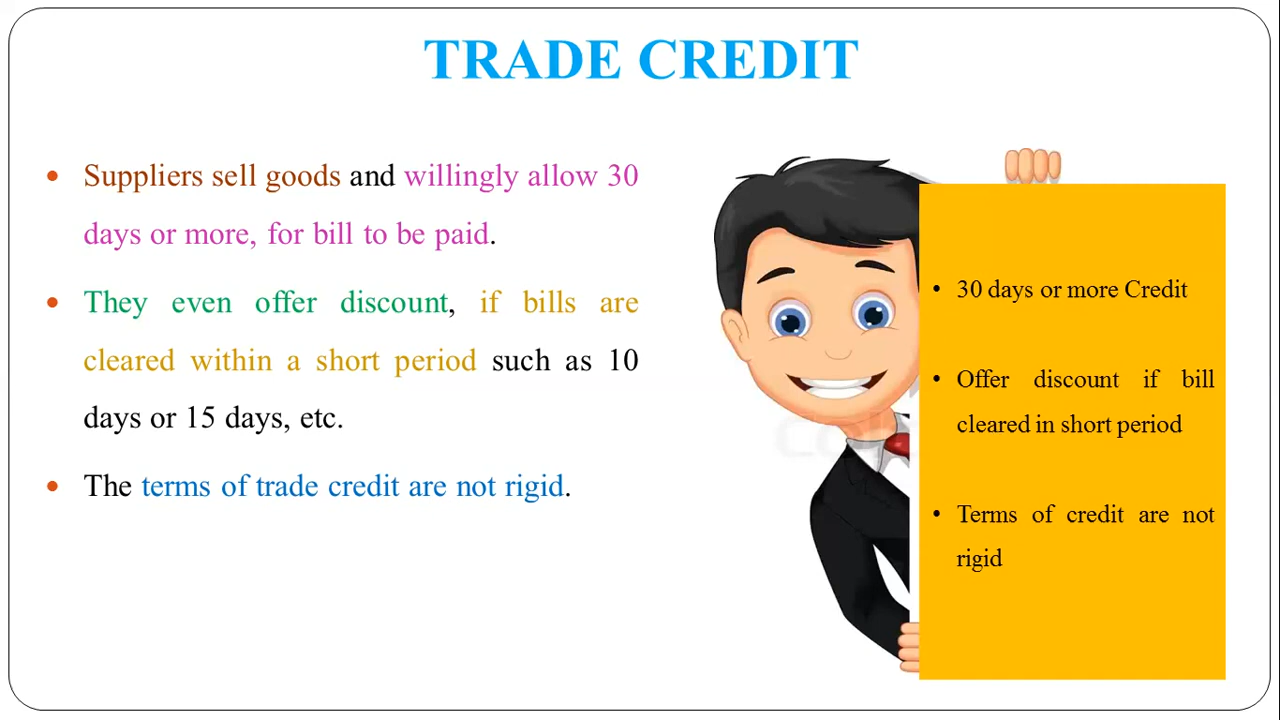 TRADE CREDIT
• Suppliers sell goods and willingly allow 30
days or more, for bill to be paid.
• They even offer discount, if bills are
cleared within a short period such as 10
days or 15 days, etc.
• The terms of trade credit are not rigid.
• 30 days or more Credit
• Offer discount if bill
cleared in short period
• Terms of credit are not
rigid